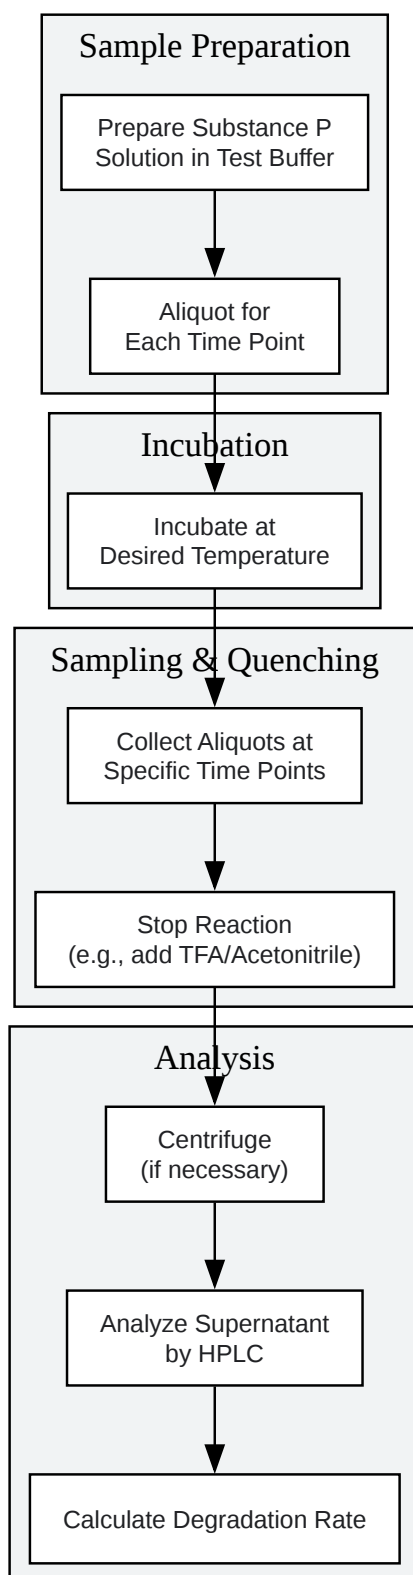 Sample Preparation
Prepare Substance P
Solution in Test Buffer
Aliquot for
Each Time Point
Incubation
Incubate at
Desired Temperature
Sampling & Quenching
Collect Aliquots at
Specific Time Points
Stop Reaction
(e.g., add TFA/Acetonitrile)
Analysis
Centrifuge
(if necessary)
Analyze Supernatant
by HPLC
Calculate Degradation Rate